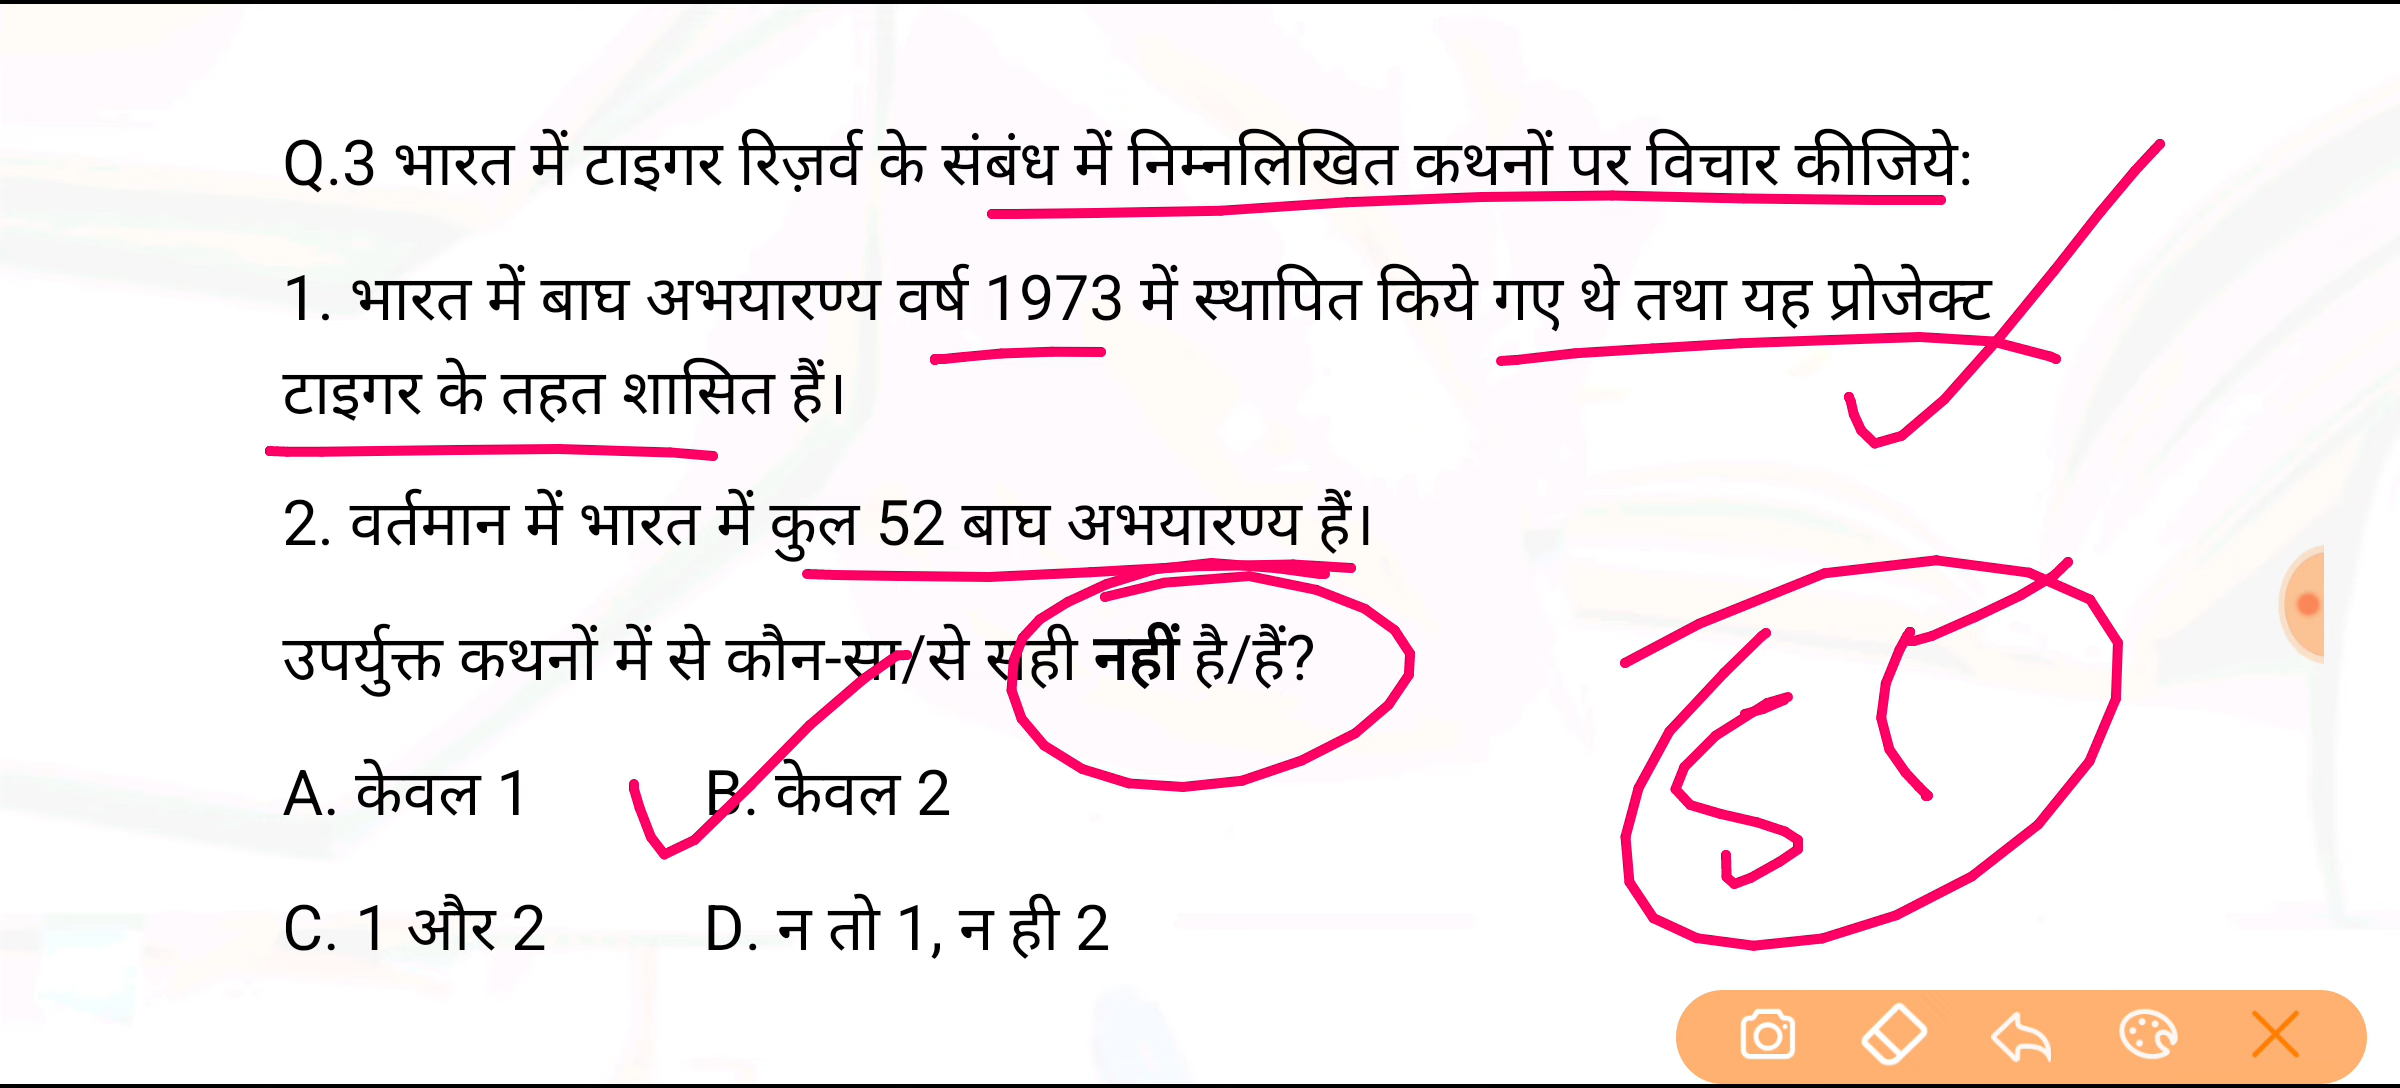 Q.3 भारत में टाइगर रिज़र्व के संबंध में निम्नलिखित कथनों पर विचार कीजिये:
1. भारत में बाघ अभयारण्य वर्ष 1973 में स्थापित किये गए थे तथा यह प्रोजेक्ट
टाइगर के तहत शासित हैं।
2. वर्तमान में भारत में कुल 52 बाघ अभयारण्य हैं।
उपर्युक्त कथनों में से कौन-सा/से सही नहीं है/हैं?
A. केवल 1 B. केवल 2
C. 1 और 2 D. न तो 1, न ही 2